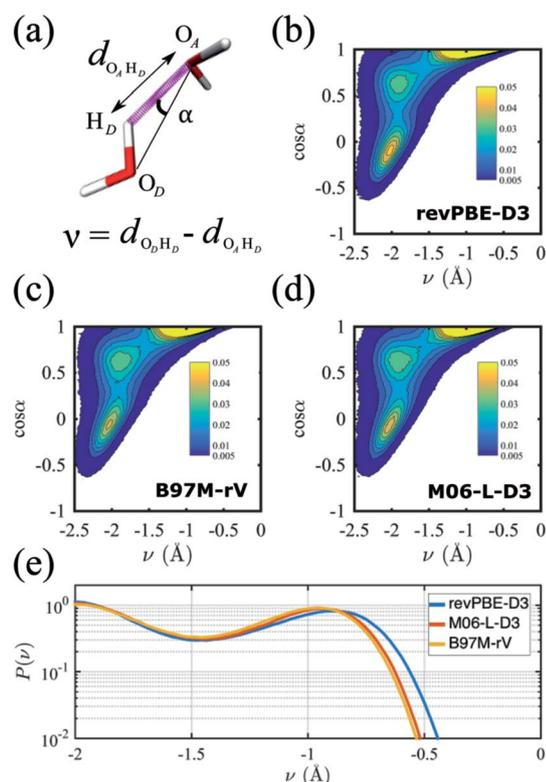 (a)
O_A
d_{O_A H_D}
H_D
α
O_D
ν = d_{O_D H_D} - d_{O_A H_D}
(b)
cosα
1
0.5
0
-0.5
-1
0.05
0.04
0.03
0.02
0.01
0.005
revPBE-D3
-2.5 -2 -1.5 -1 -0.5 0
ν (Å)
(c)
cosα
1
0.5
0
-0.5
-1
0.05
0.04
0.03
0.02
0.01
0.005
B97M-rV
-2.5 -2 -1.5 -1 -0.5 0
ν (Å)
(d)
cosα
1
0.5
0
-0.5
-1
0.05
0.04
0.03
0.02
0.01
0.005
M06-L-D3
-2.5 -2 -1.5 -1 -0.5 0
ν (Å)
(e)
P(ν)
10^0
10^-1
10^-2
revPBE-D3
M06-L-D3
B97M-rV
-2 -1.5 -1 -0.5 0
ν (Å)